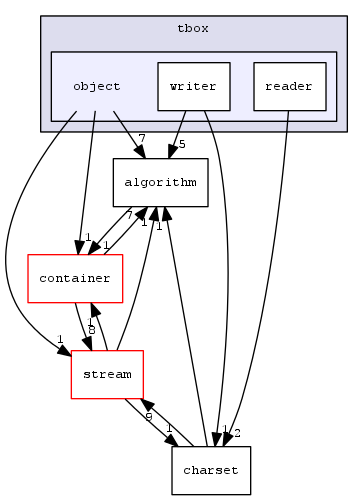 tbox
object
writer
reader
7
5
algorithm
7
1
1
1
1
container
1
8
1
stream
1
2
9
1
charset